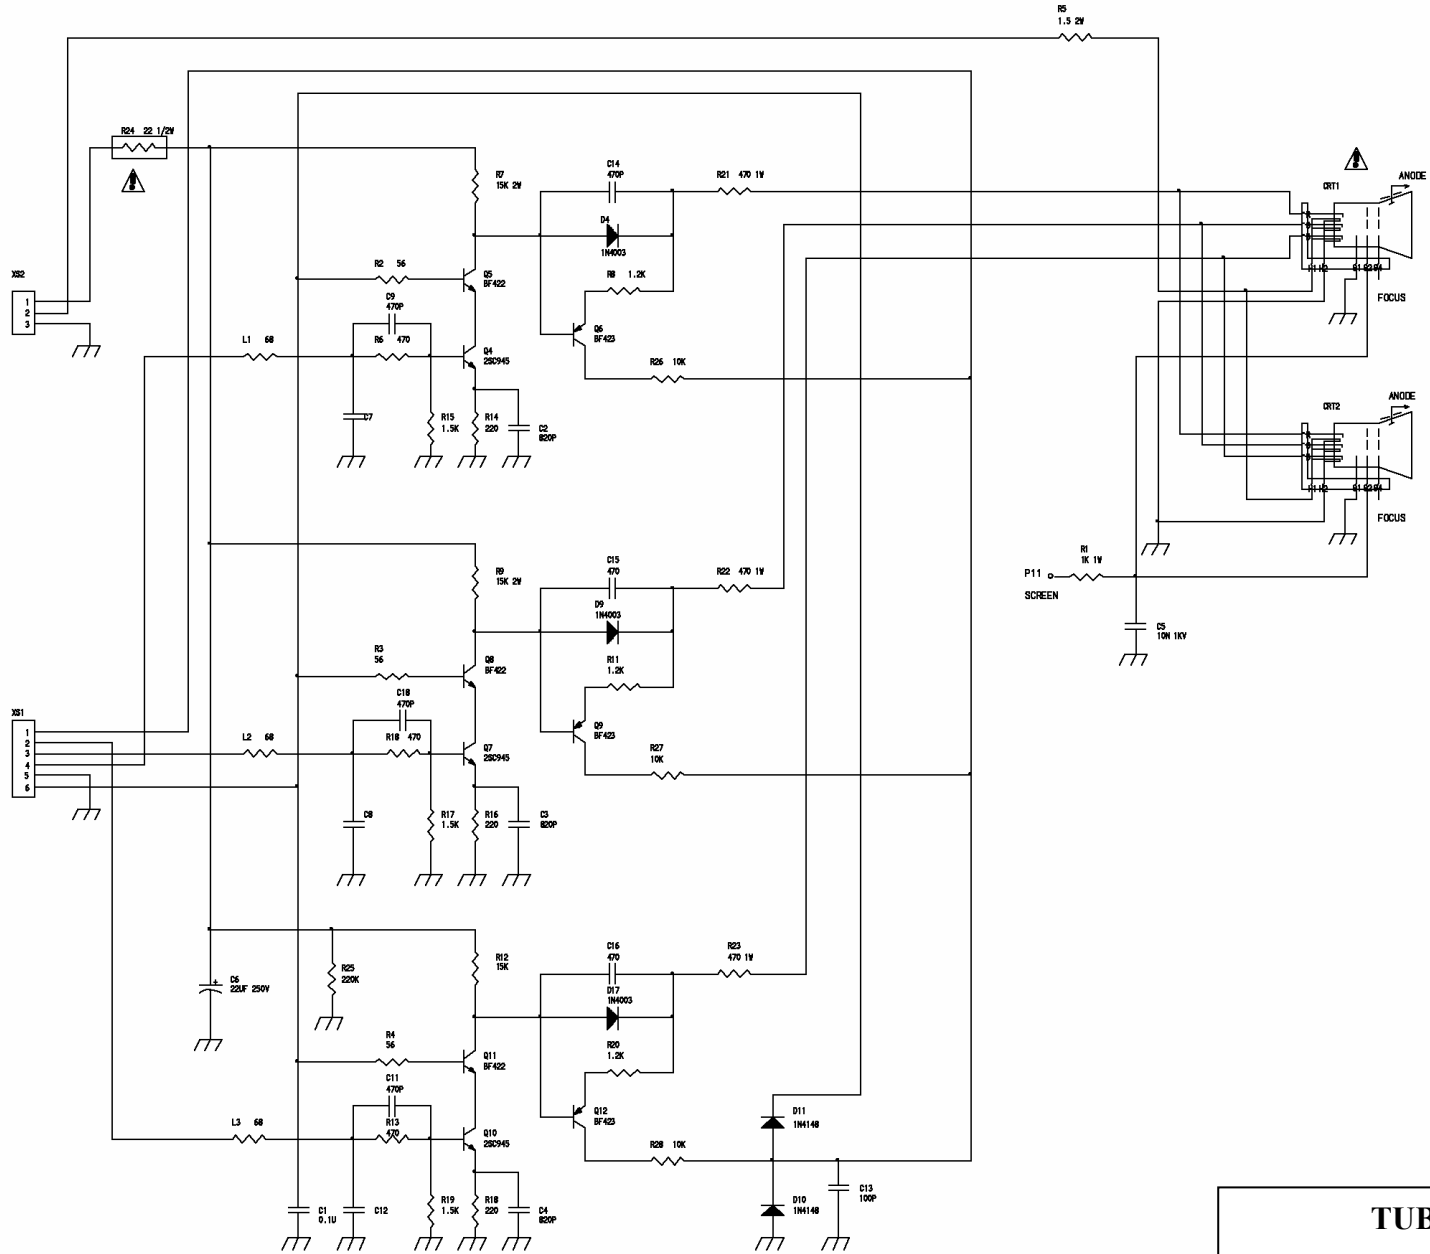 R5
1.5 2W
R24 22 1/2W
R7
15K 2W
C14
470P
R21 470 1W
CRT1
ANODE
D4
1N4003
XS2
1
2
3
R2 56
Q5
BF422
R8 1.2K
C9
470P
H1 H2
FOCUS
L1 68
R6 470
Q4
2SC945
Q6
BF423
R26 10K
C7
R15
1.5K
R14
220
C2
820P
CRT2
ANODE
FOCUS
R9
15K 2W
C15
470
R22 470 1W
R1
1K 1W
P11
SCREEN
D9
1N4003
C5
10N 1KV
R3
56
Q8
BF422
R11
1.2K
C18
470P
XS1
1
2
3
4
5
6
L2 68
R18 470
Q7
2SC945
Q9
BF423
R27
10K
C8
R17
1.5K
R16
220
C3
820P
R12
15K
C16
470
R23
470 1W
C6
22UF 250V
R25
220K
D17
1N4003
R4
56
Q11
BF422
R20
1.2K
C11
470P
L3 68
R13
470
Q10
2SC945
Q12
BF423
D11
1N4148
R28 10K
C1
0.1U
C12
R19
1.5K
R18
220
C4
820P
D10
1N4148
C13
100P
TUB